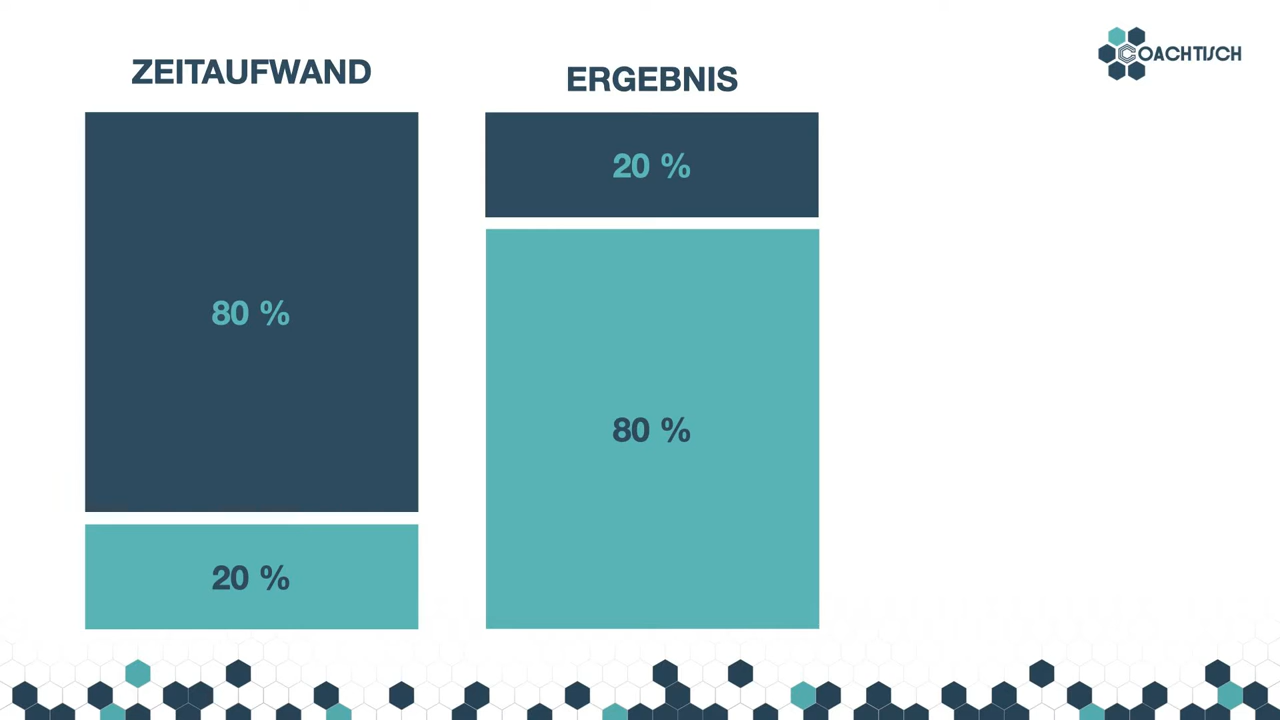 ZEITAUFWAND
ERGEBNIS
COACHTISCH
80 %
20 %
20 %
80 %